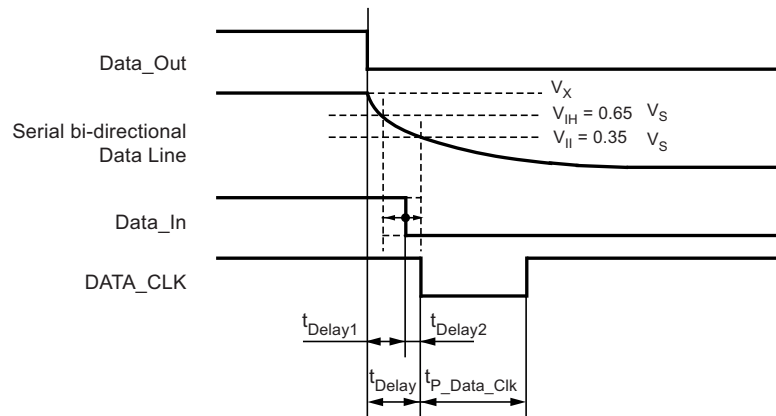 Data_Out
V_X
V_IH = 0.65 V_S
Serial bi-directional
Data Line
V_Il = 0.35 V_S
Data_In
DATA_CLK
t_Delay1
t_Delay2
t_Delay
t_P_Data_Clk